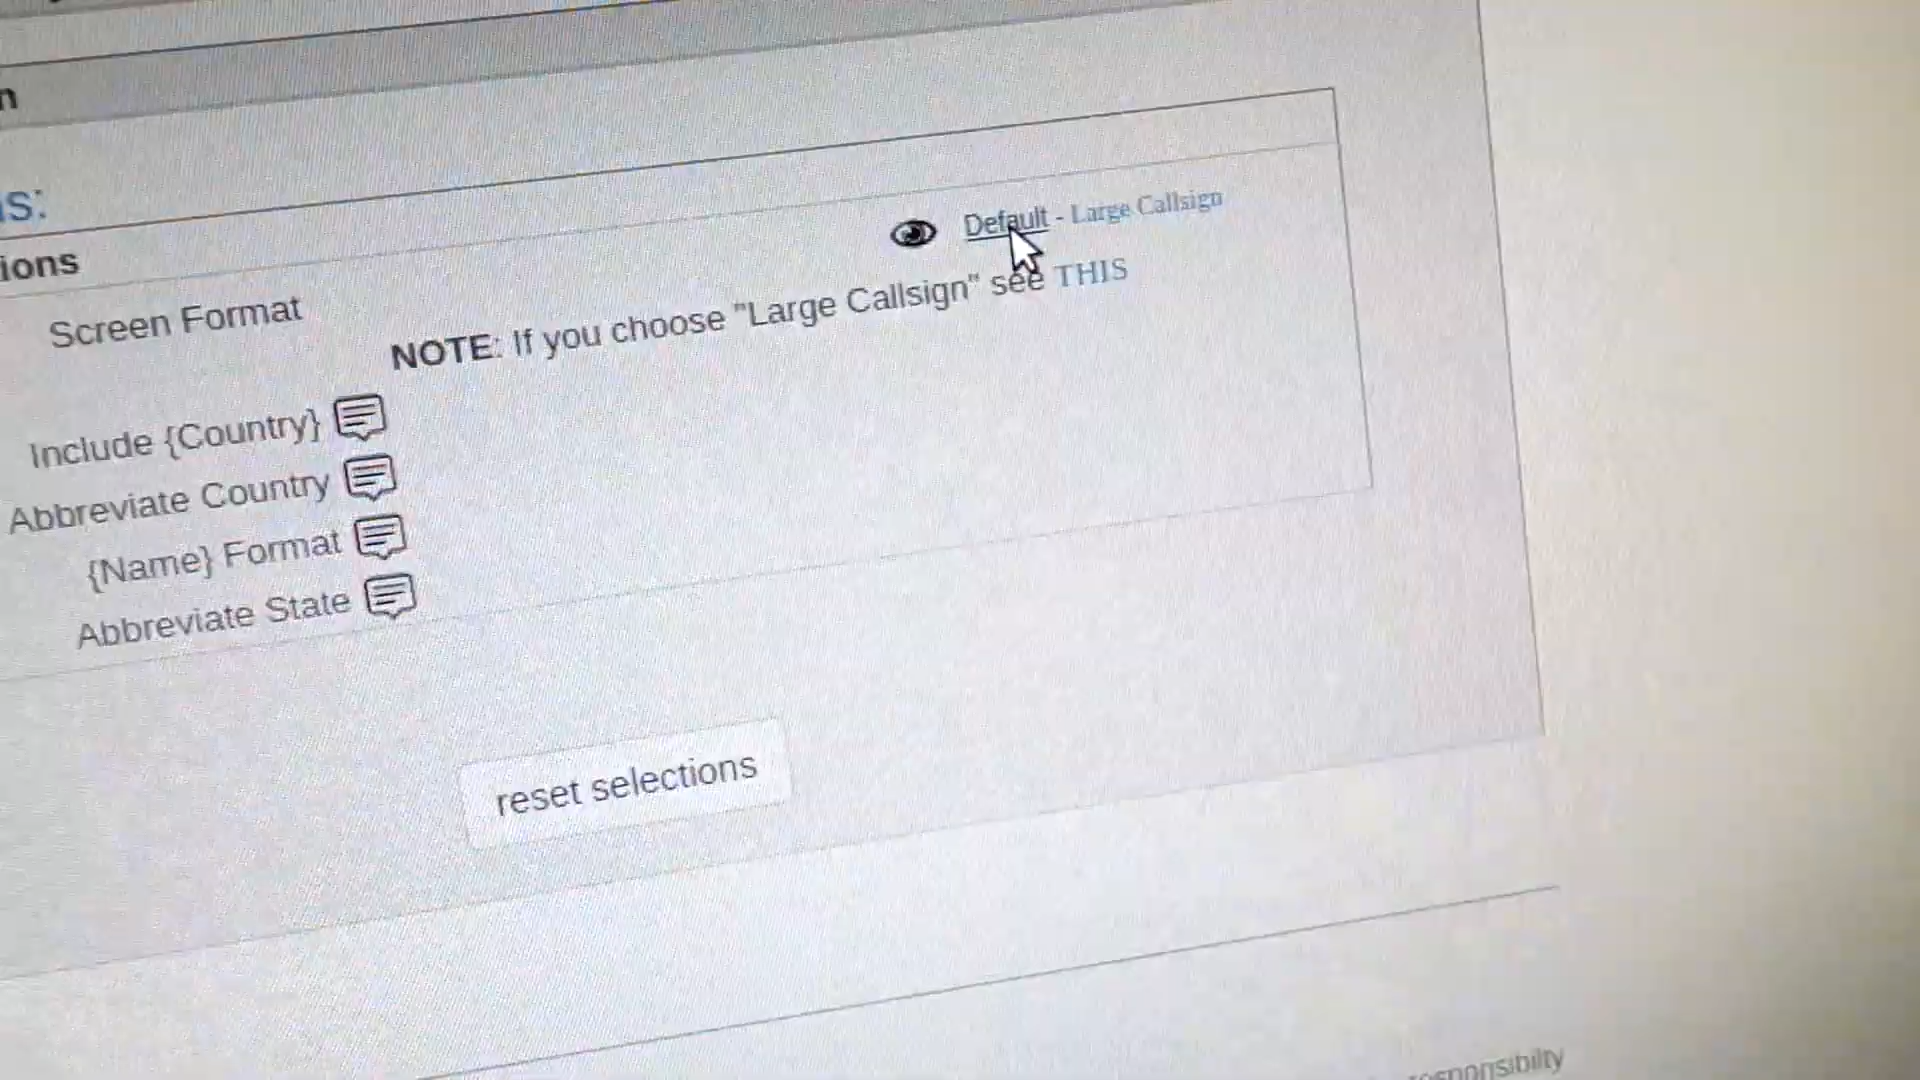 Default - Large Callsign
Screen Format
NOTE: If you choose "Large Callsign" see THIS
Include {Country}
Abbreviate Country
{Name} Format
Abbreviate State
reset selections